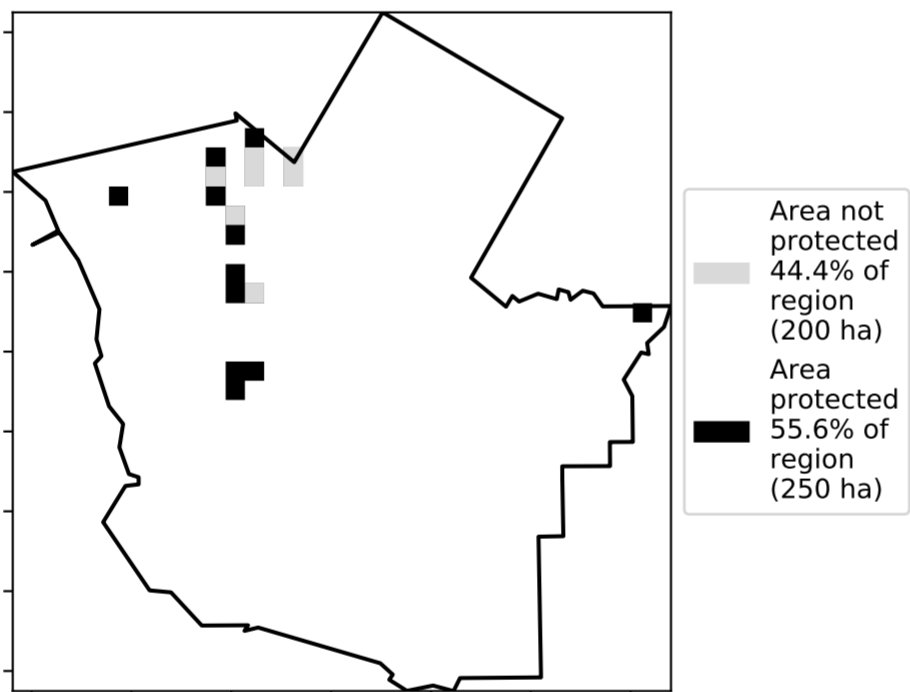 Area not
protected
44.4% of
region
(200 ha)
Area
protected
55.6% of
region
(250 ha)